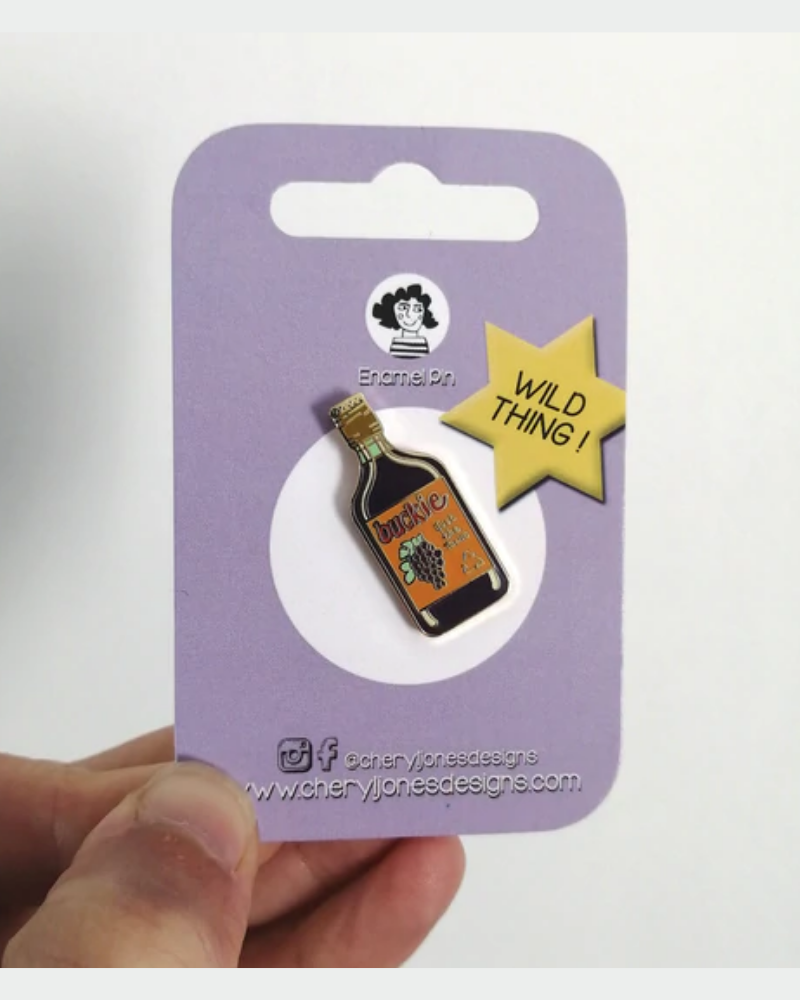 Enamel Pin
WILD
THING!
buckie
@cheryljonesdesigns
www.cheryljonesdesigns.com